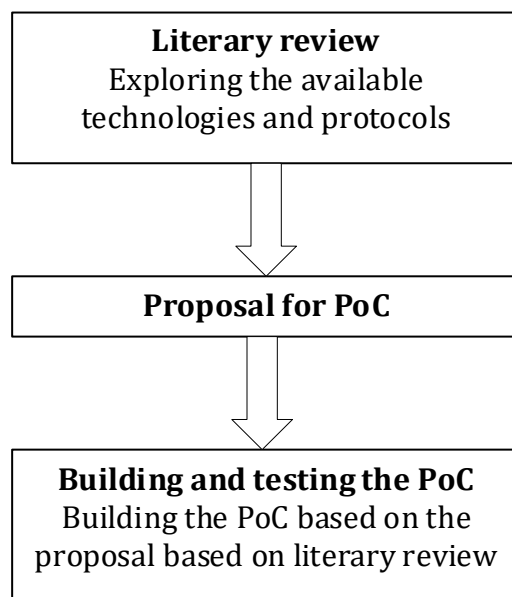 Literary review
Exploring the available
technologies and protocols
Proposal for PoC
Building and testing the PoC
Building the PoC based on the
proposal based on literary review